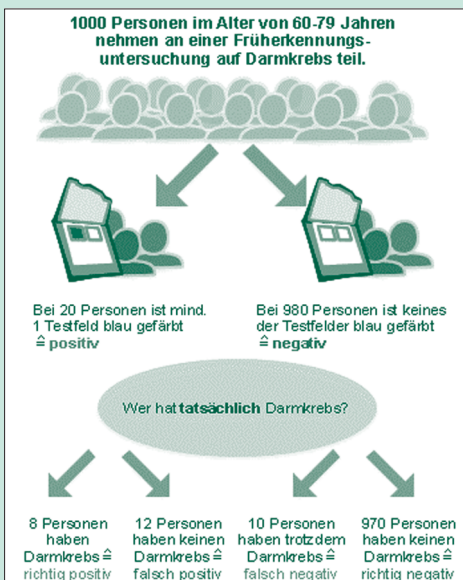 1000 Personen im Alter von 60-79 Jahren
nehmen an einer Früherkennungs-
untersuchung auf Darmkrebs teil.
Bei 20 Personen ist mind.
1 Testfeld blau gefärbt
≙ positiv
Bei 980 Personen ist keines
der Testfelder blau gefärbt
≙ negativ
Wer hat tatsächlich Darmkrebs?
8 Personen
haben
Darmkrebs ≙
richtig positiv
12 Personen
haben keinen
Darmkrebs ≙
falsch positiv
10 Personen
haben trotzdem
Darmkrebs ≙
falsch negativ
970 Personen
haben keinen
Darmkrebs ≙
richtig negativ